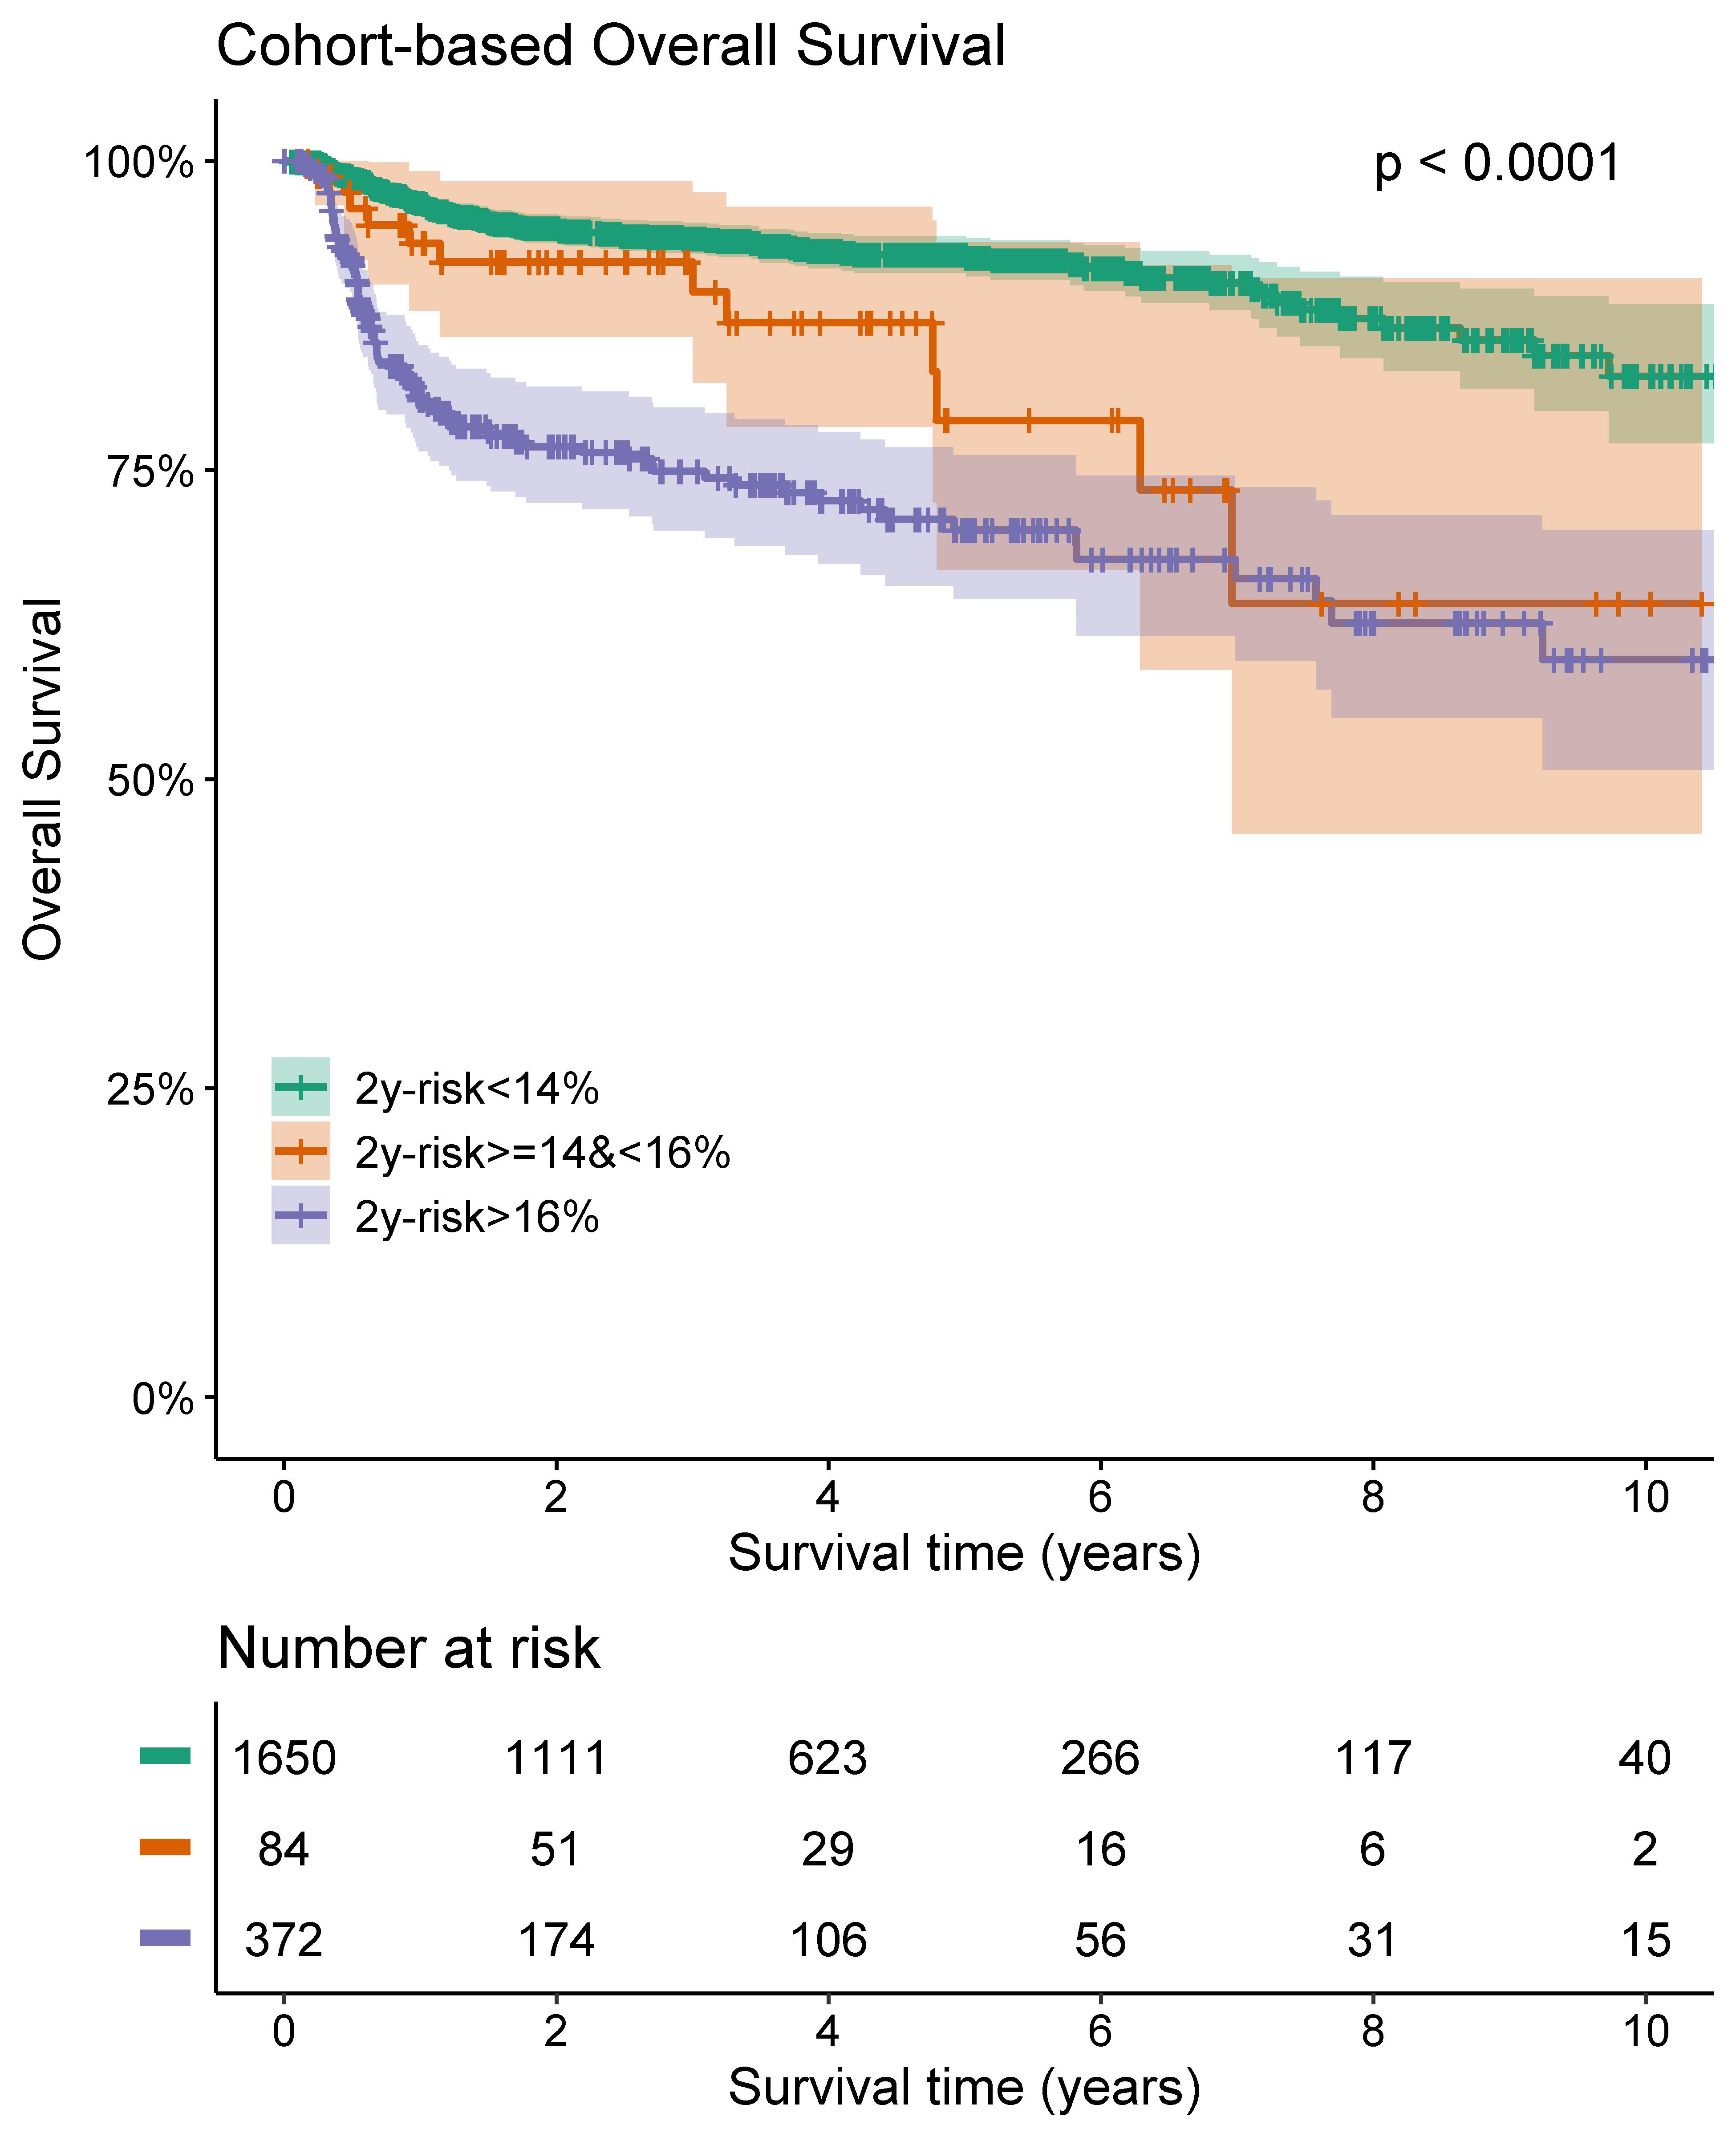 Cohort-based Overall Survival
100%
p < 0.0001
75%
Overall Survival
50%
25%
2y-risk<14%
2y-risk>=14&<16%
2y-risk>16%
0%
0 2 4 6 8 10
Survival time (years)
Number at risk
1650 1111 623 266 117 40
84 51 29 16 6 2
372 174 106 56 31 15
0 2 4 6 8 10
Survival time (years)